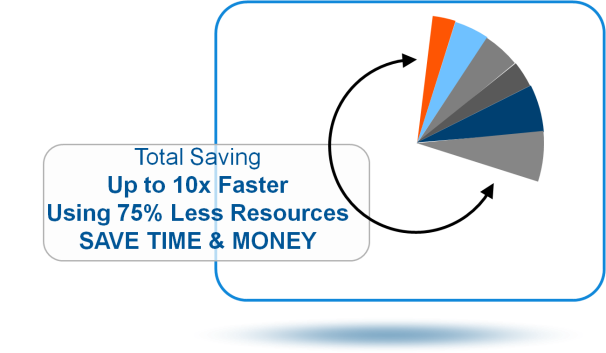 Total Saving
Up to 10x Faster
Using 75% Less Resources
SAVE TIME & MONEY